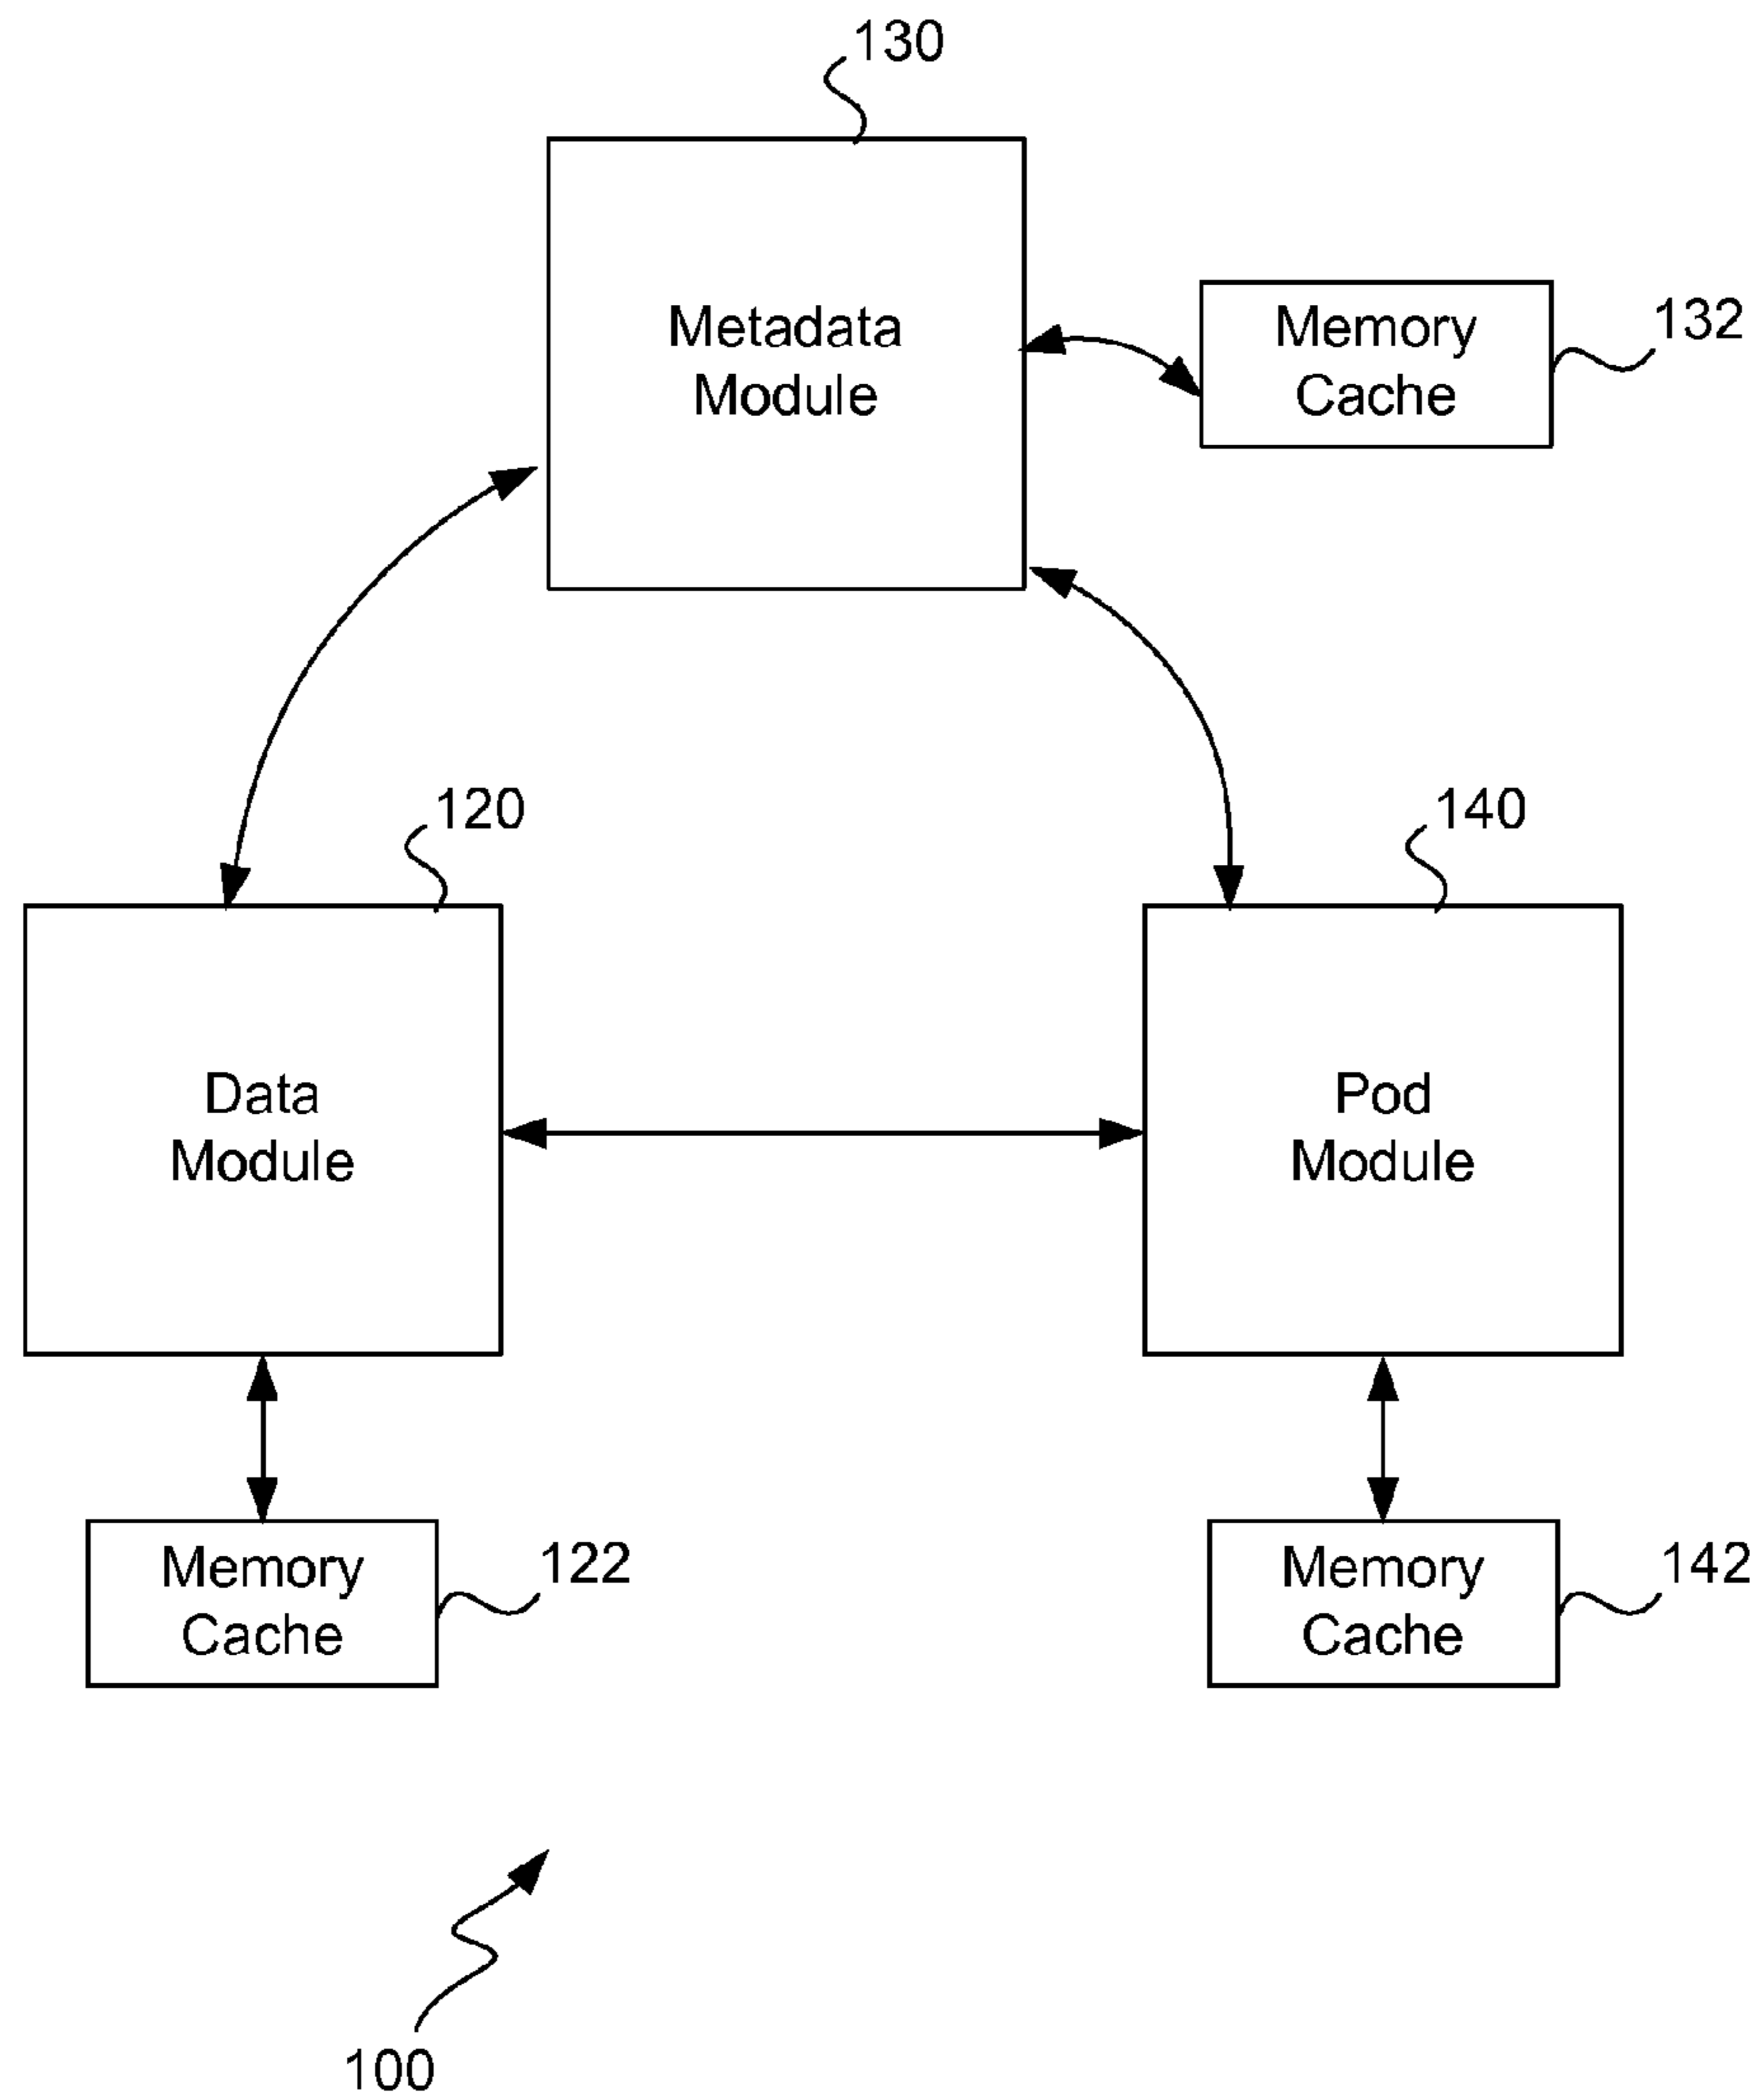 130
Metadata
Module
Memory
Cache
132
120
140
Data
Module
Pod
Module
Memory
Cache
122
Memory
Cache
142
100